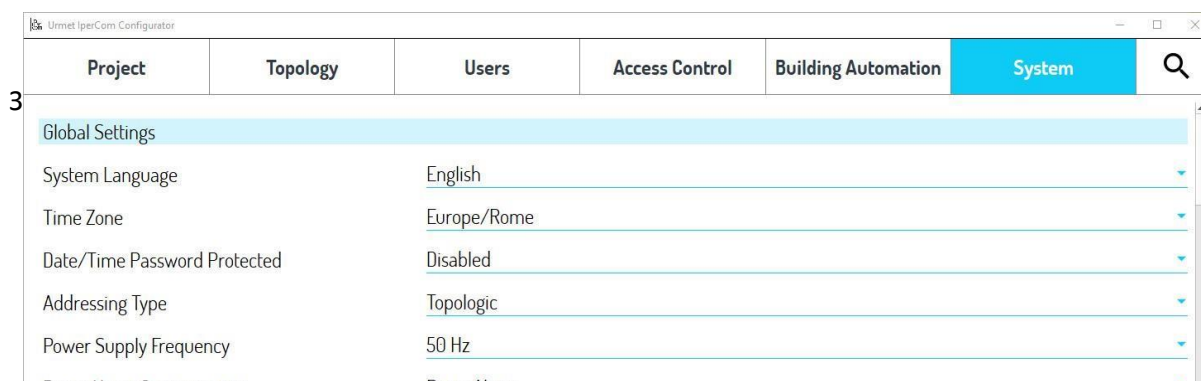 Urmet IperCom Configurator
Project Topology Users Access Control Building Automation System
3
Global Settings
System Language English
Time Zone Europe/Rome
Date/Time Password Protected Disabled
Addressing Type Topologic
Power Supply Frequency 50 Hz